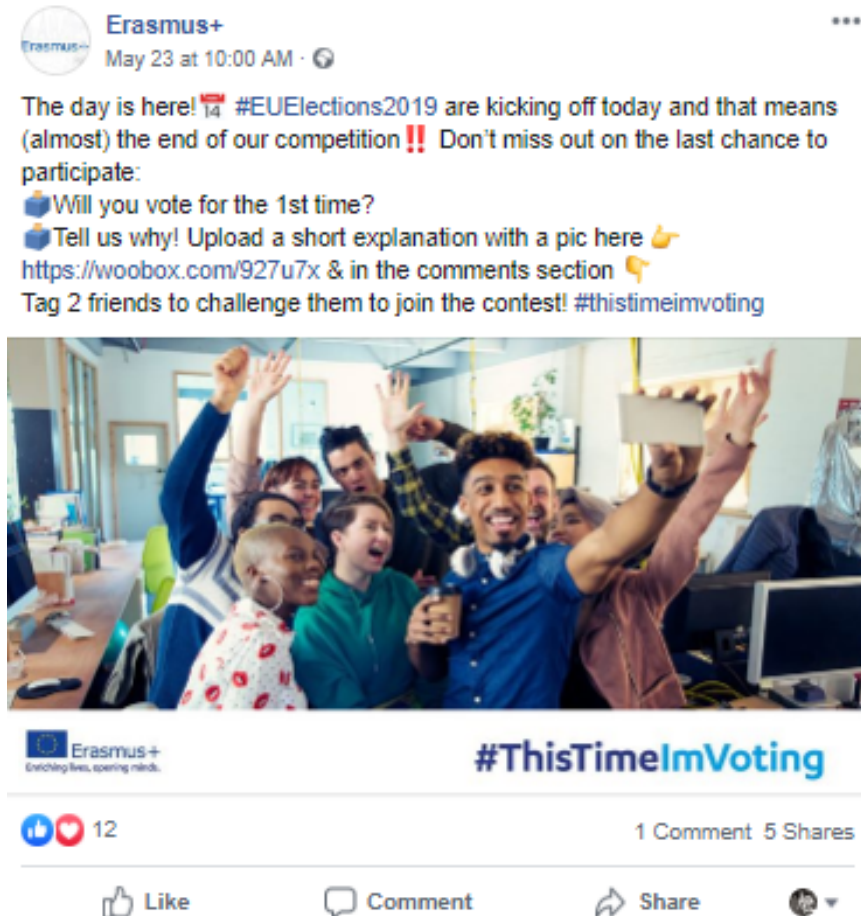 Erasmus+
Erasmus+
May 23 at 10:00 AM ·
The day is here!📅 #EUElections2019 are kicking off today and that means
(almost) the end of our competition‼️ Don't miss out on the last chance to
participate:
🗳Will you vote for the 1st time?
🗳Tell us why! Upload a short explanation with a pic here 👉
https://woobox.com/927u7x & in the comments section 👇
Tag 2 friends to challenge them to join the contest! #thistimeimvoting
Erasmus+
Enriching lives, opening minds.
#ThisTimeImVoting
12
1 Comment 5 Shares
Like
Comment
Share